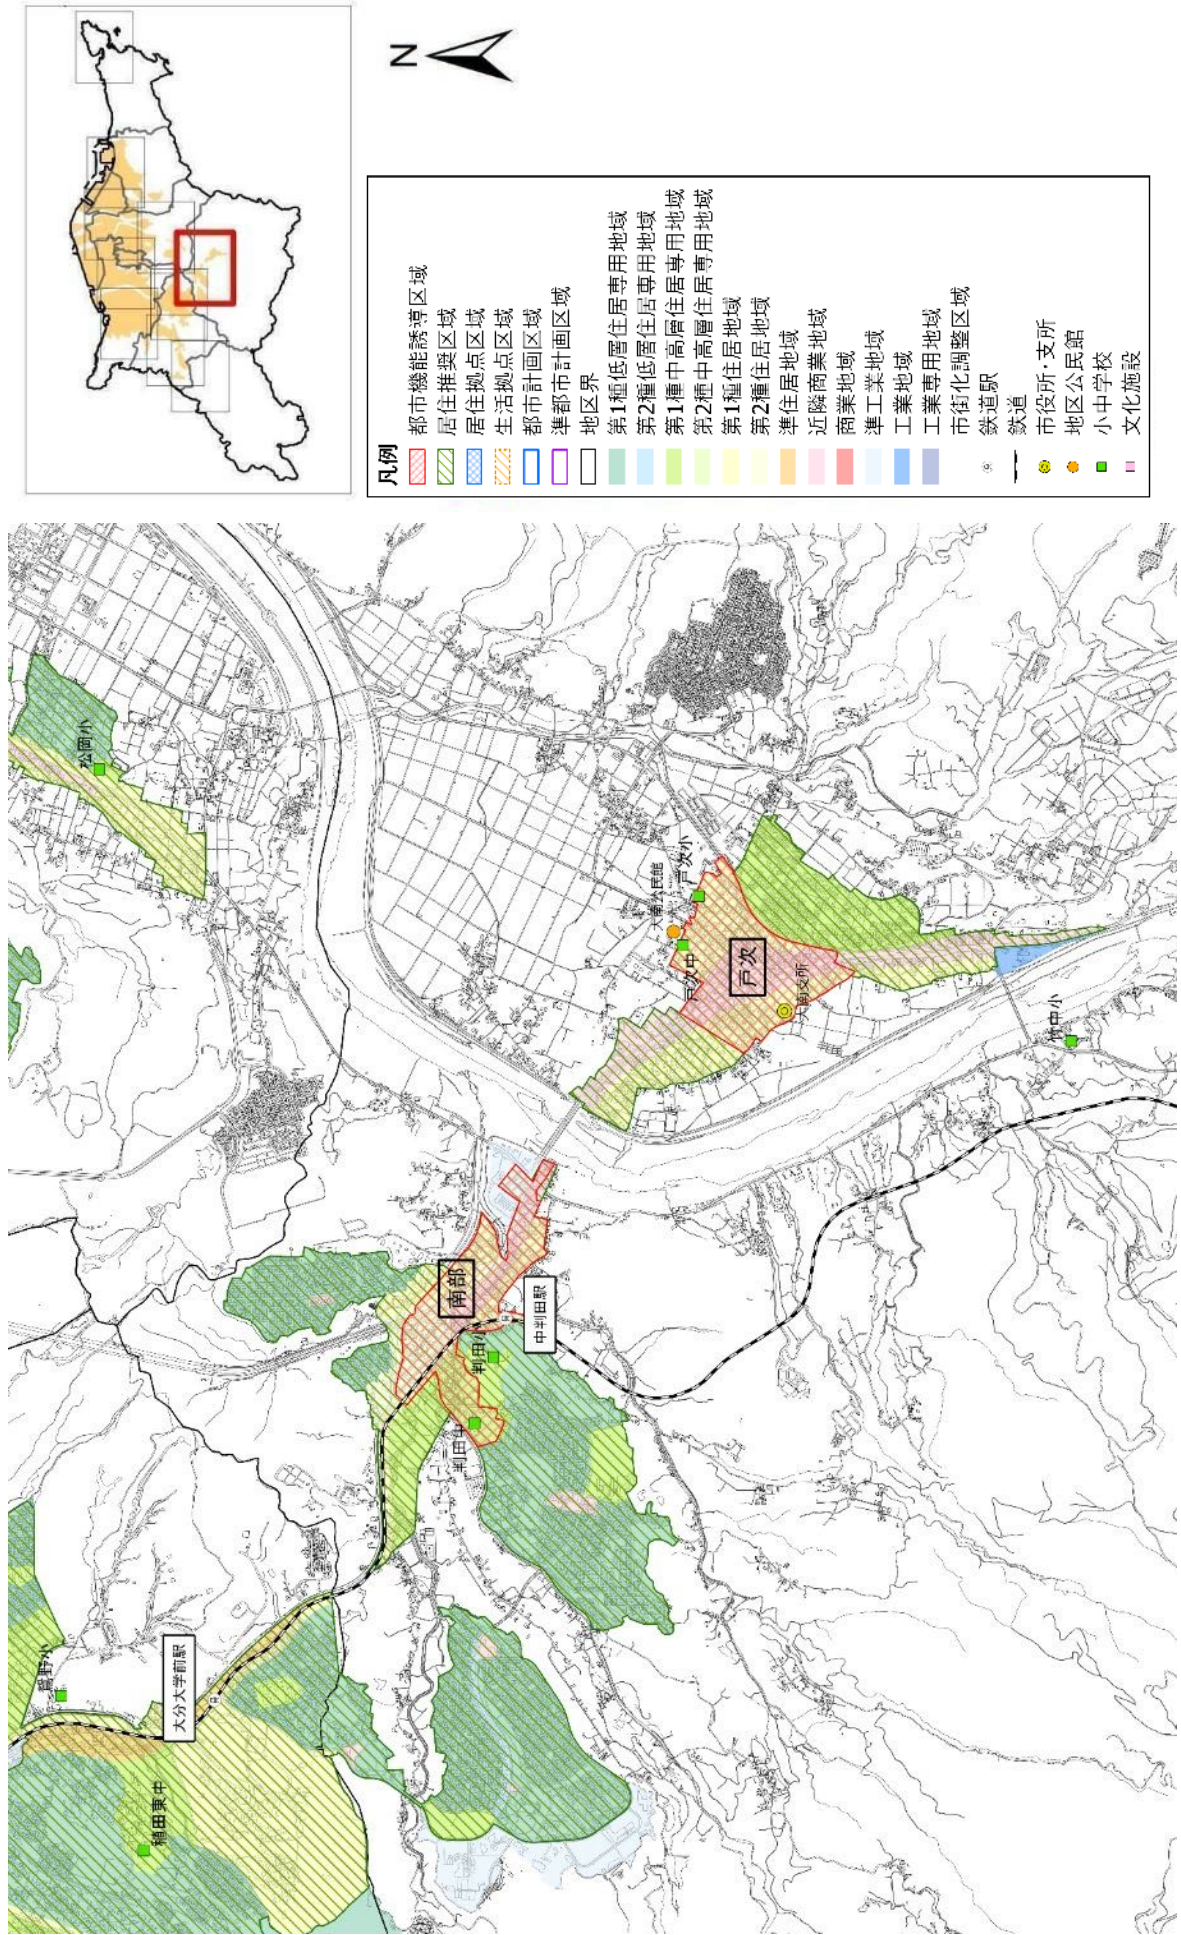 N
凡例
都市機能誘導区域
居住推奨区域
居住拠点区域
生活拠点区域
都市計画区域
準都市計画区域
地区界
第1種低層住居専用地域
第2種低層住居専用地域
第1種中高層住居専用地域
第2種中高層住居専用地域
第1種住居地域
第2種住居地域
準住居地域
近隣商業地域
商業地域
準工業地域
工業地域
工業専用地域
市街化調整区域
鉄道駅
鉄道
市役所・支所
地区公民館
小中学校
文化施設
松岡小
大南公民館
戸次小
戸次中
戸次
大南支所
竹中小
南部
中判田駅
判田小
判田中
鴛野小
大分大学前駅
稙田東中